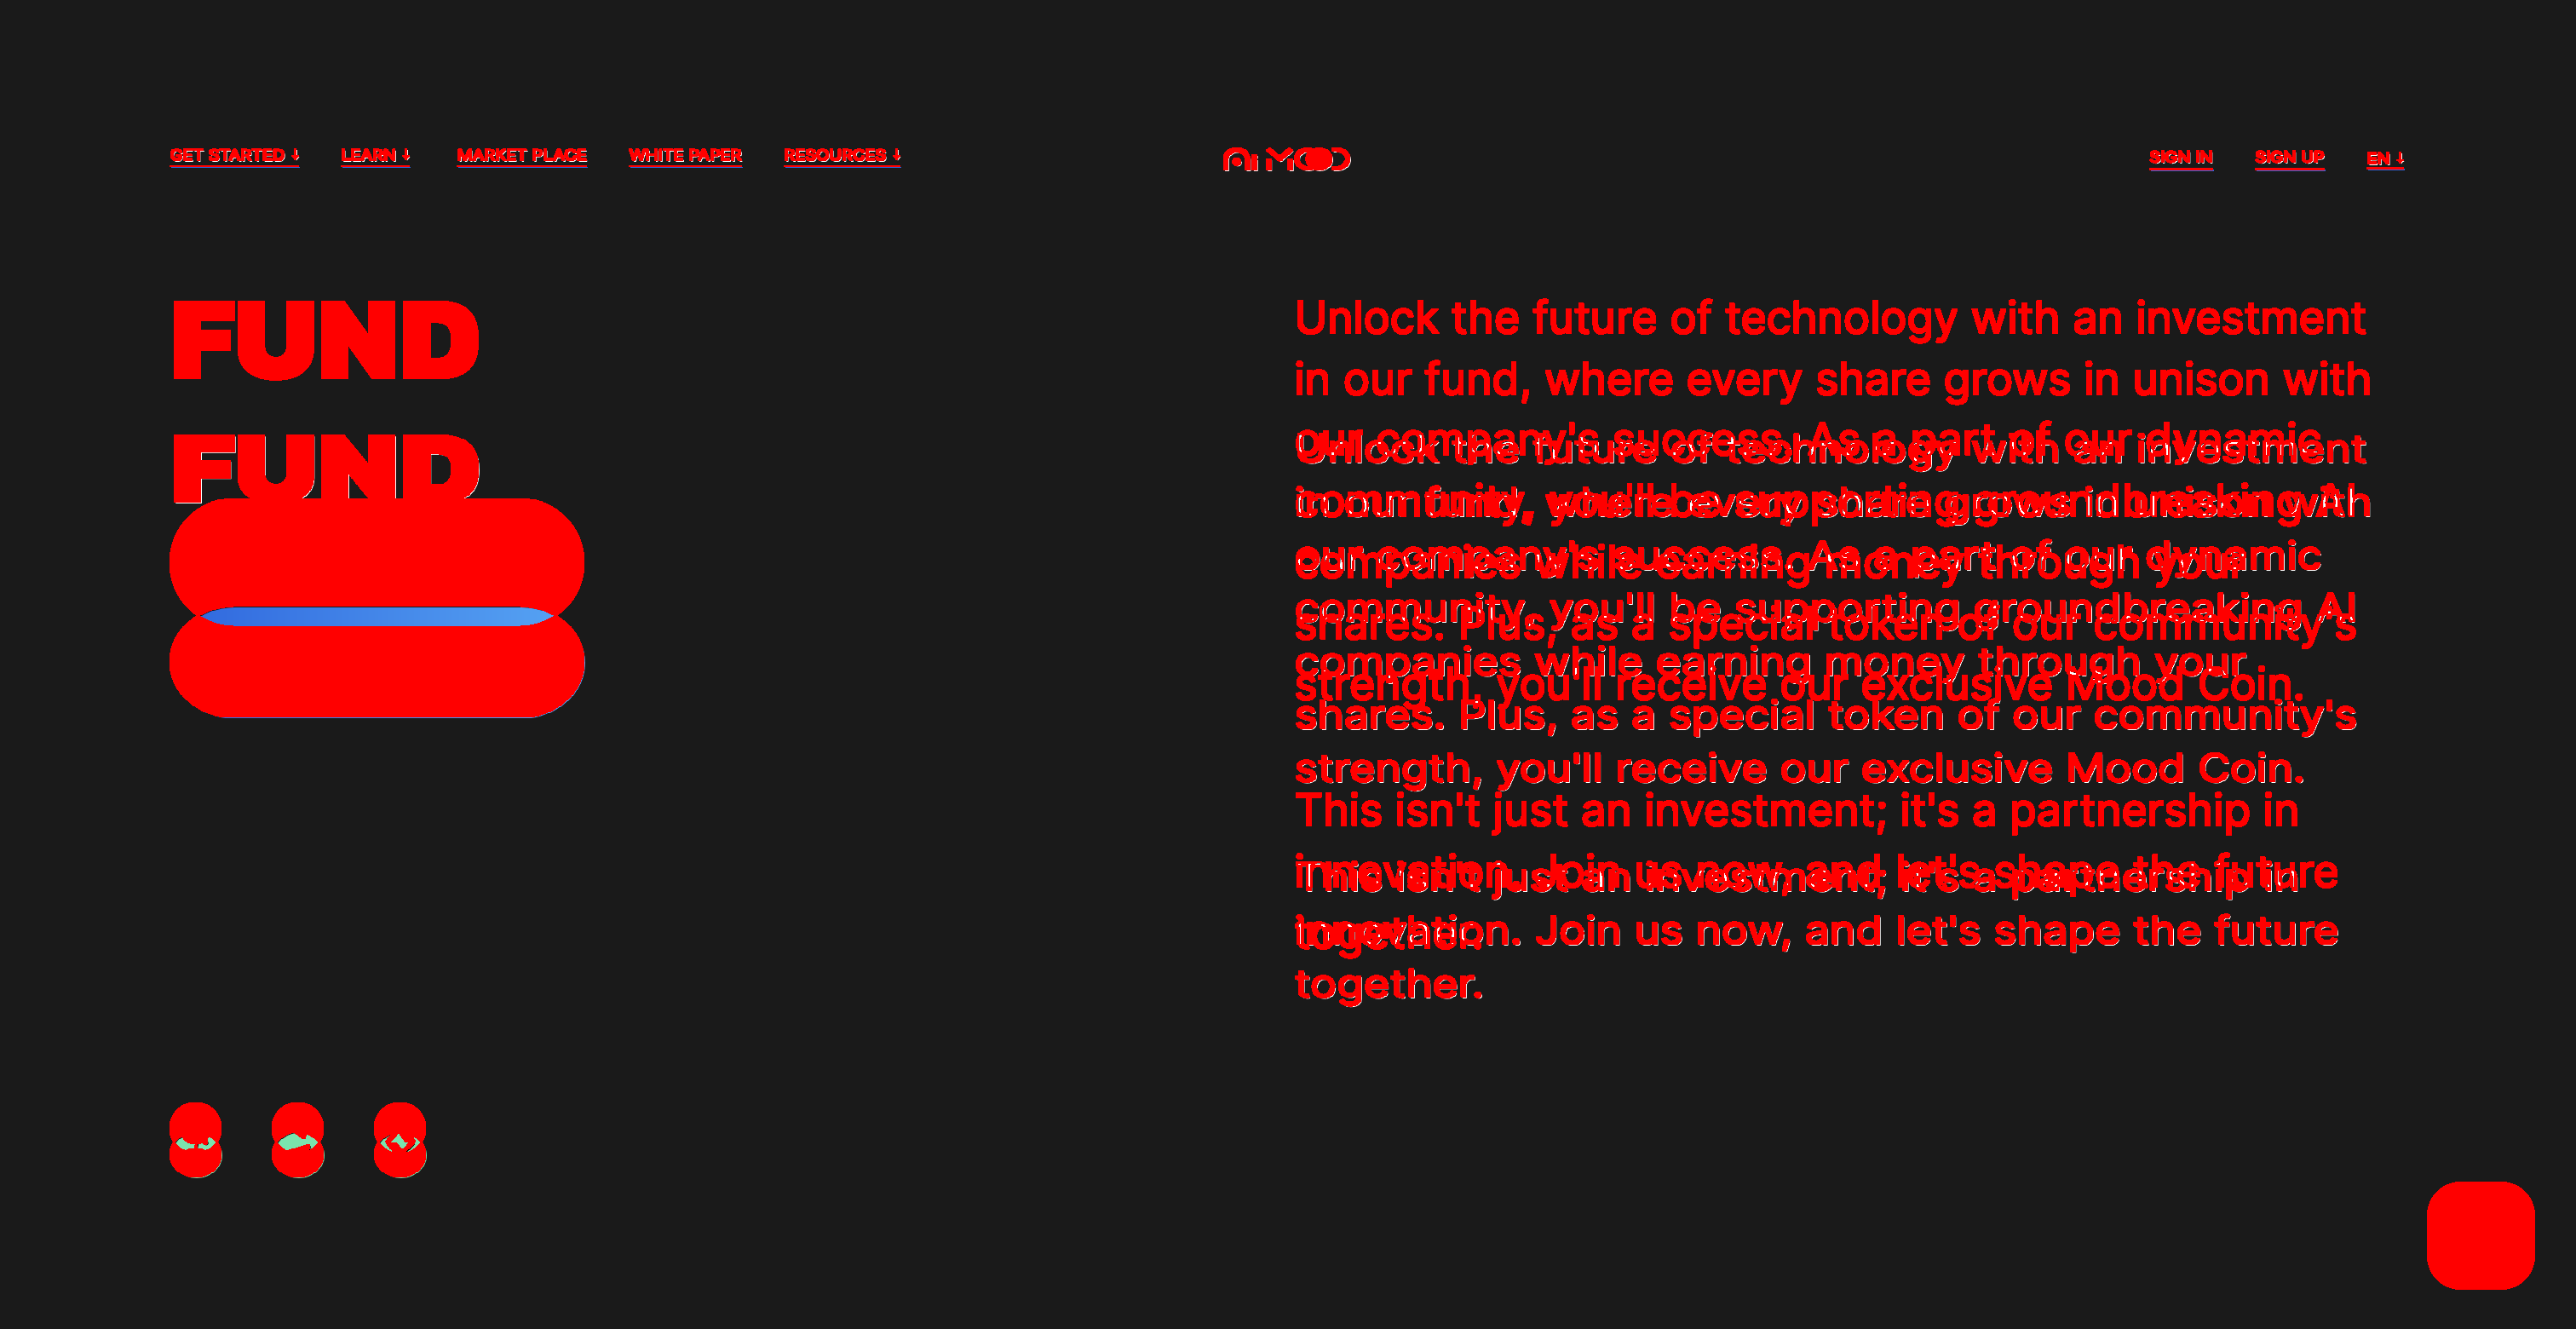 GET STARTED ↓ LEARN ↓ MARKET PLACE WHITE PAPER RESOURCES ↓ AI MOOD SIGN IN SIGN UP EN ↓
FUND
FUND
Unlock the future of technology with an investment
in our fund, where every share grows in unison with
our company's success. As a part of our dynamic
Unlock the future of technology with an investment
community, you'll be supporting groundbreaking AI
in our fund, where every share grows in unison with
our company's success. As a part of our dynamic
companies while earning money through your
community, you'll be supporting groundbreaking AI
shares. Plus, as a special token of our community's
companies while earning money through your
strength, you'll receive our exclusive Mood Coin.
shares. Plus, as a special token of our community's
strength, you'll receive our exclusive Mood Coin.
This isn't just an investment; it's a partnership in
innovation. Join us now, and let's shape the future
This isn't just an investment; it's a partnership in
innovation. Join us now, and let's shape the future
together.
together.